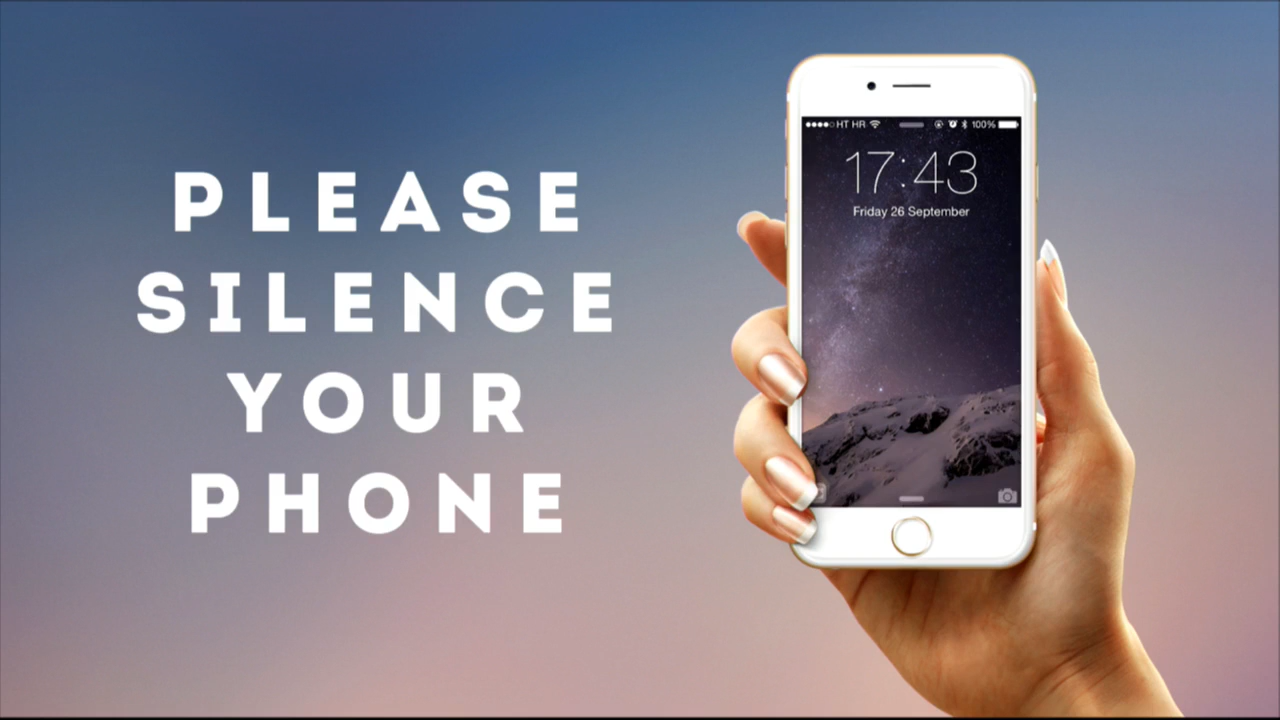 PLEASE
SILENCE
YOUR
PHONE
HT HR 100%
17:43
Friday 26 September